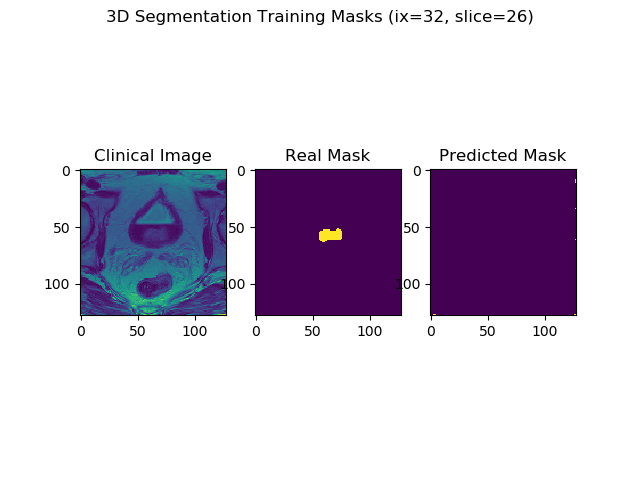 3D Segmentation Training Masks (ix=32, slice=26)
Clinical Image Real Mask Predicted Mask
0 0 0
50 50 50
100 100 100
0 50 100 0 50 100 0 50 100